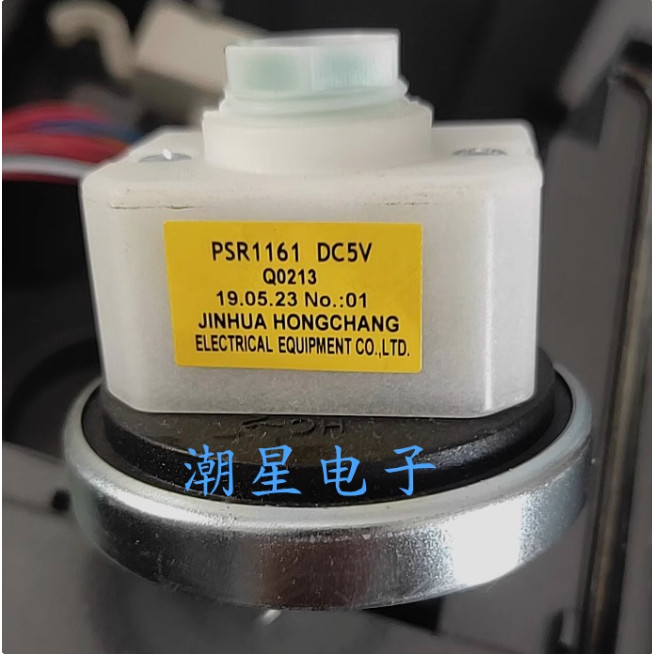 PSR1161 DC5V
Q0213
19.05.23 No.:01
JINHUA HONGCHANG
ELECTRICAL EQUIPMENT CO.,LTD.
潮星电子